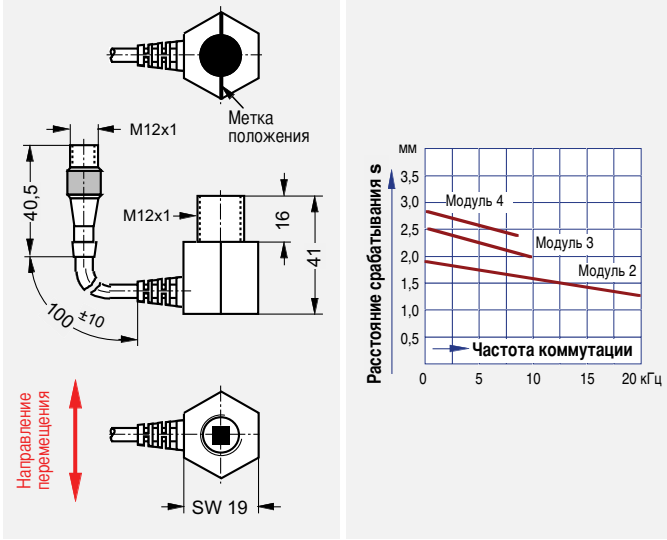 Метка
положения
M12x1
40,5
M12x1
16
41
100 ±10
Направление
перемещения
SW 19
мм
3,5
3,0
2,5
2,0
1,5
1,0
0,5
Расстояние срабатывания s
Модуль 4
Модуль 3
Модуль 2
Частота коммутации
0 5 10 15 20 кГц